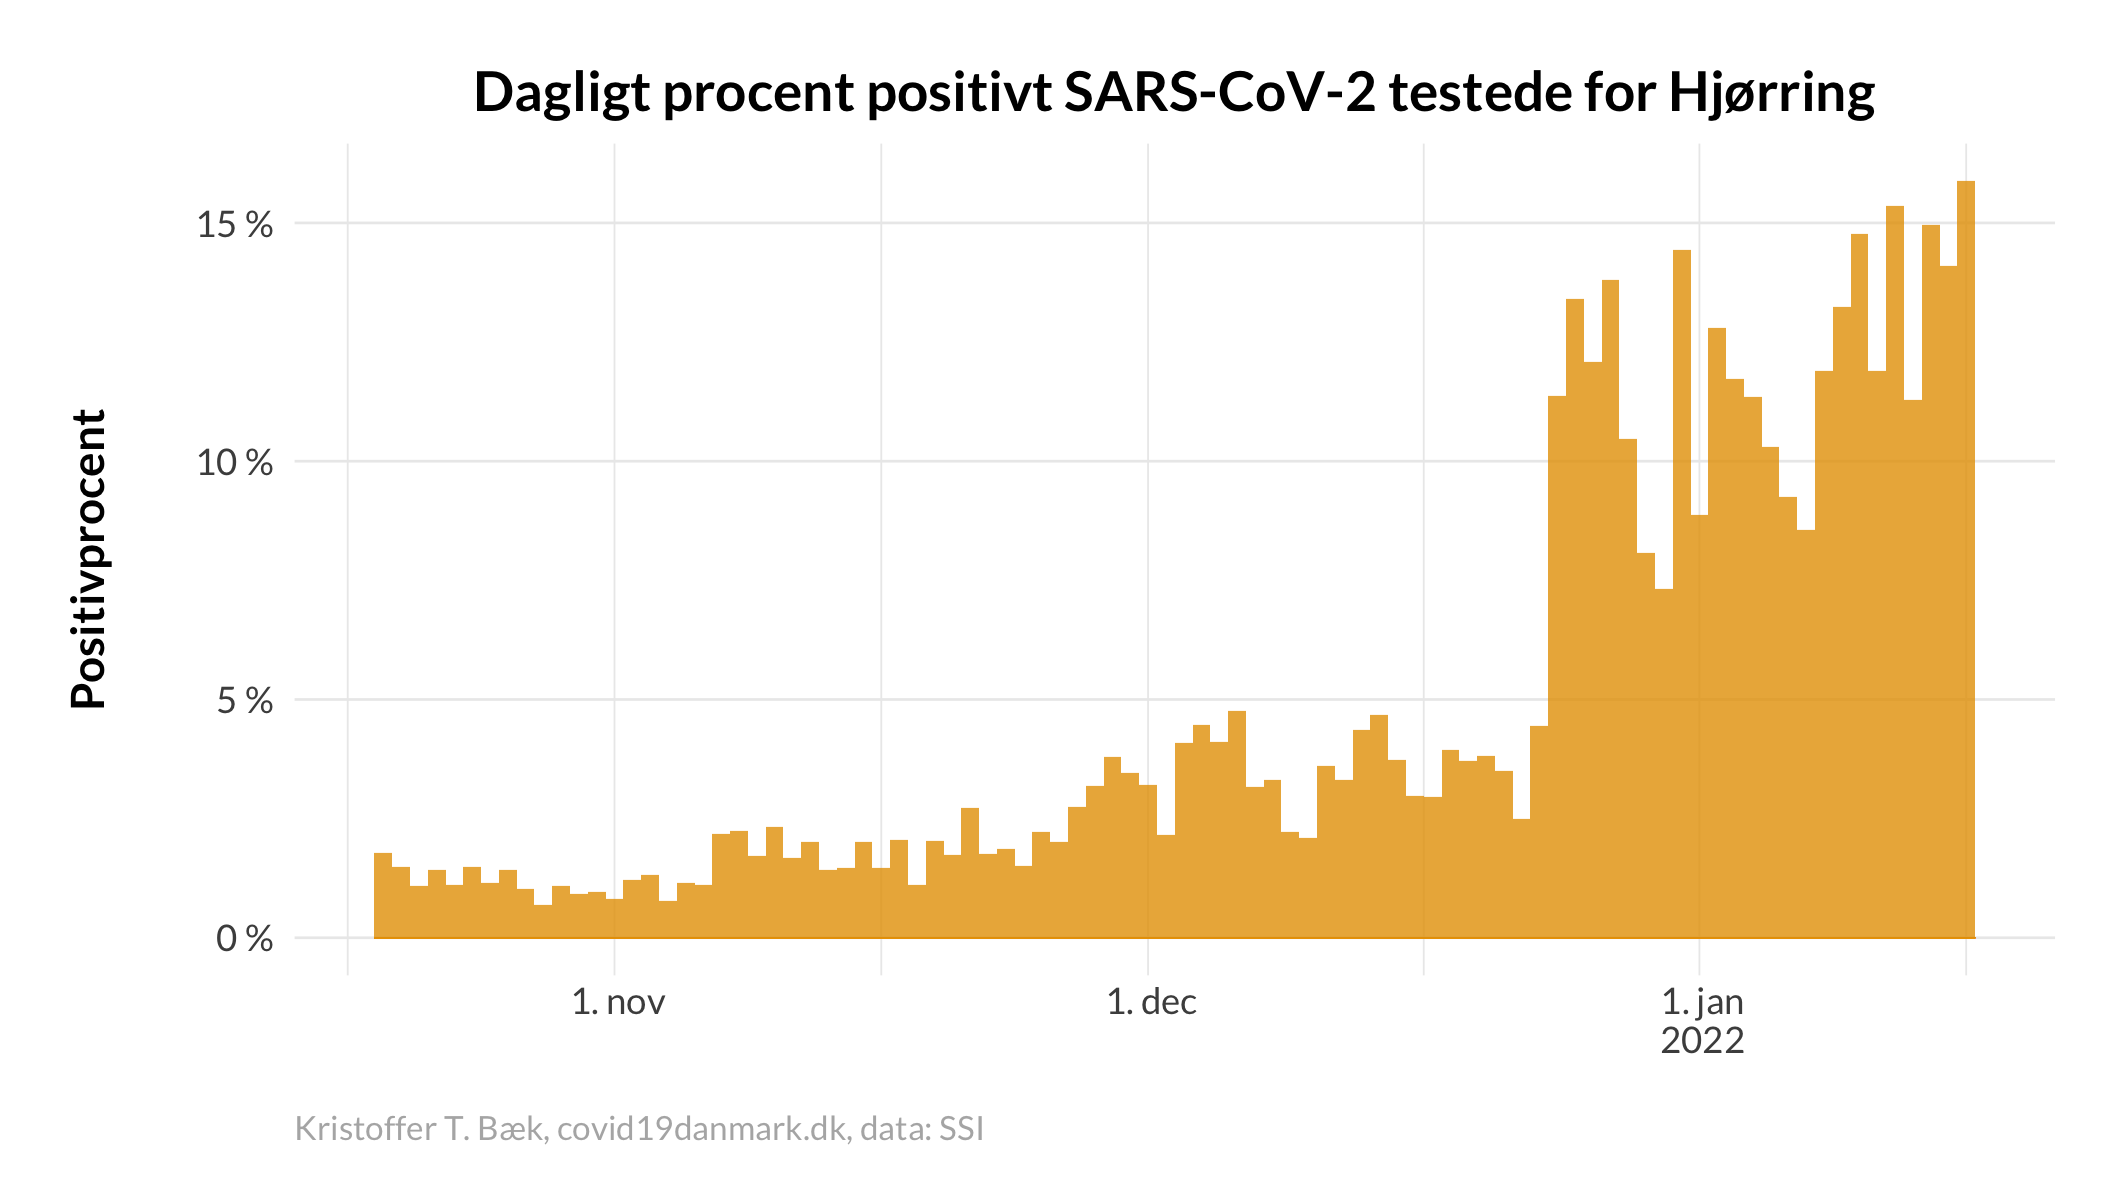 Dagligt procent positivt SARS-CoV-2 testede for Hjørring
Positivprocent
15 %
10 %
5 %
0 %
1. nov
1. dec
1. jan
2022
Kristoffer T. Bæk, covid19danmark.dk, data: SSI